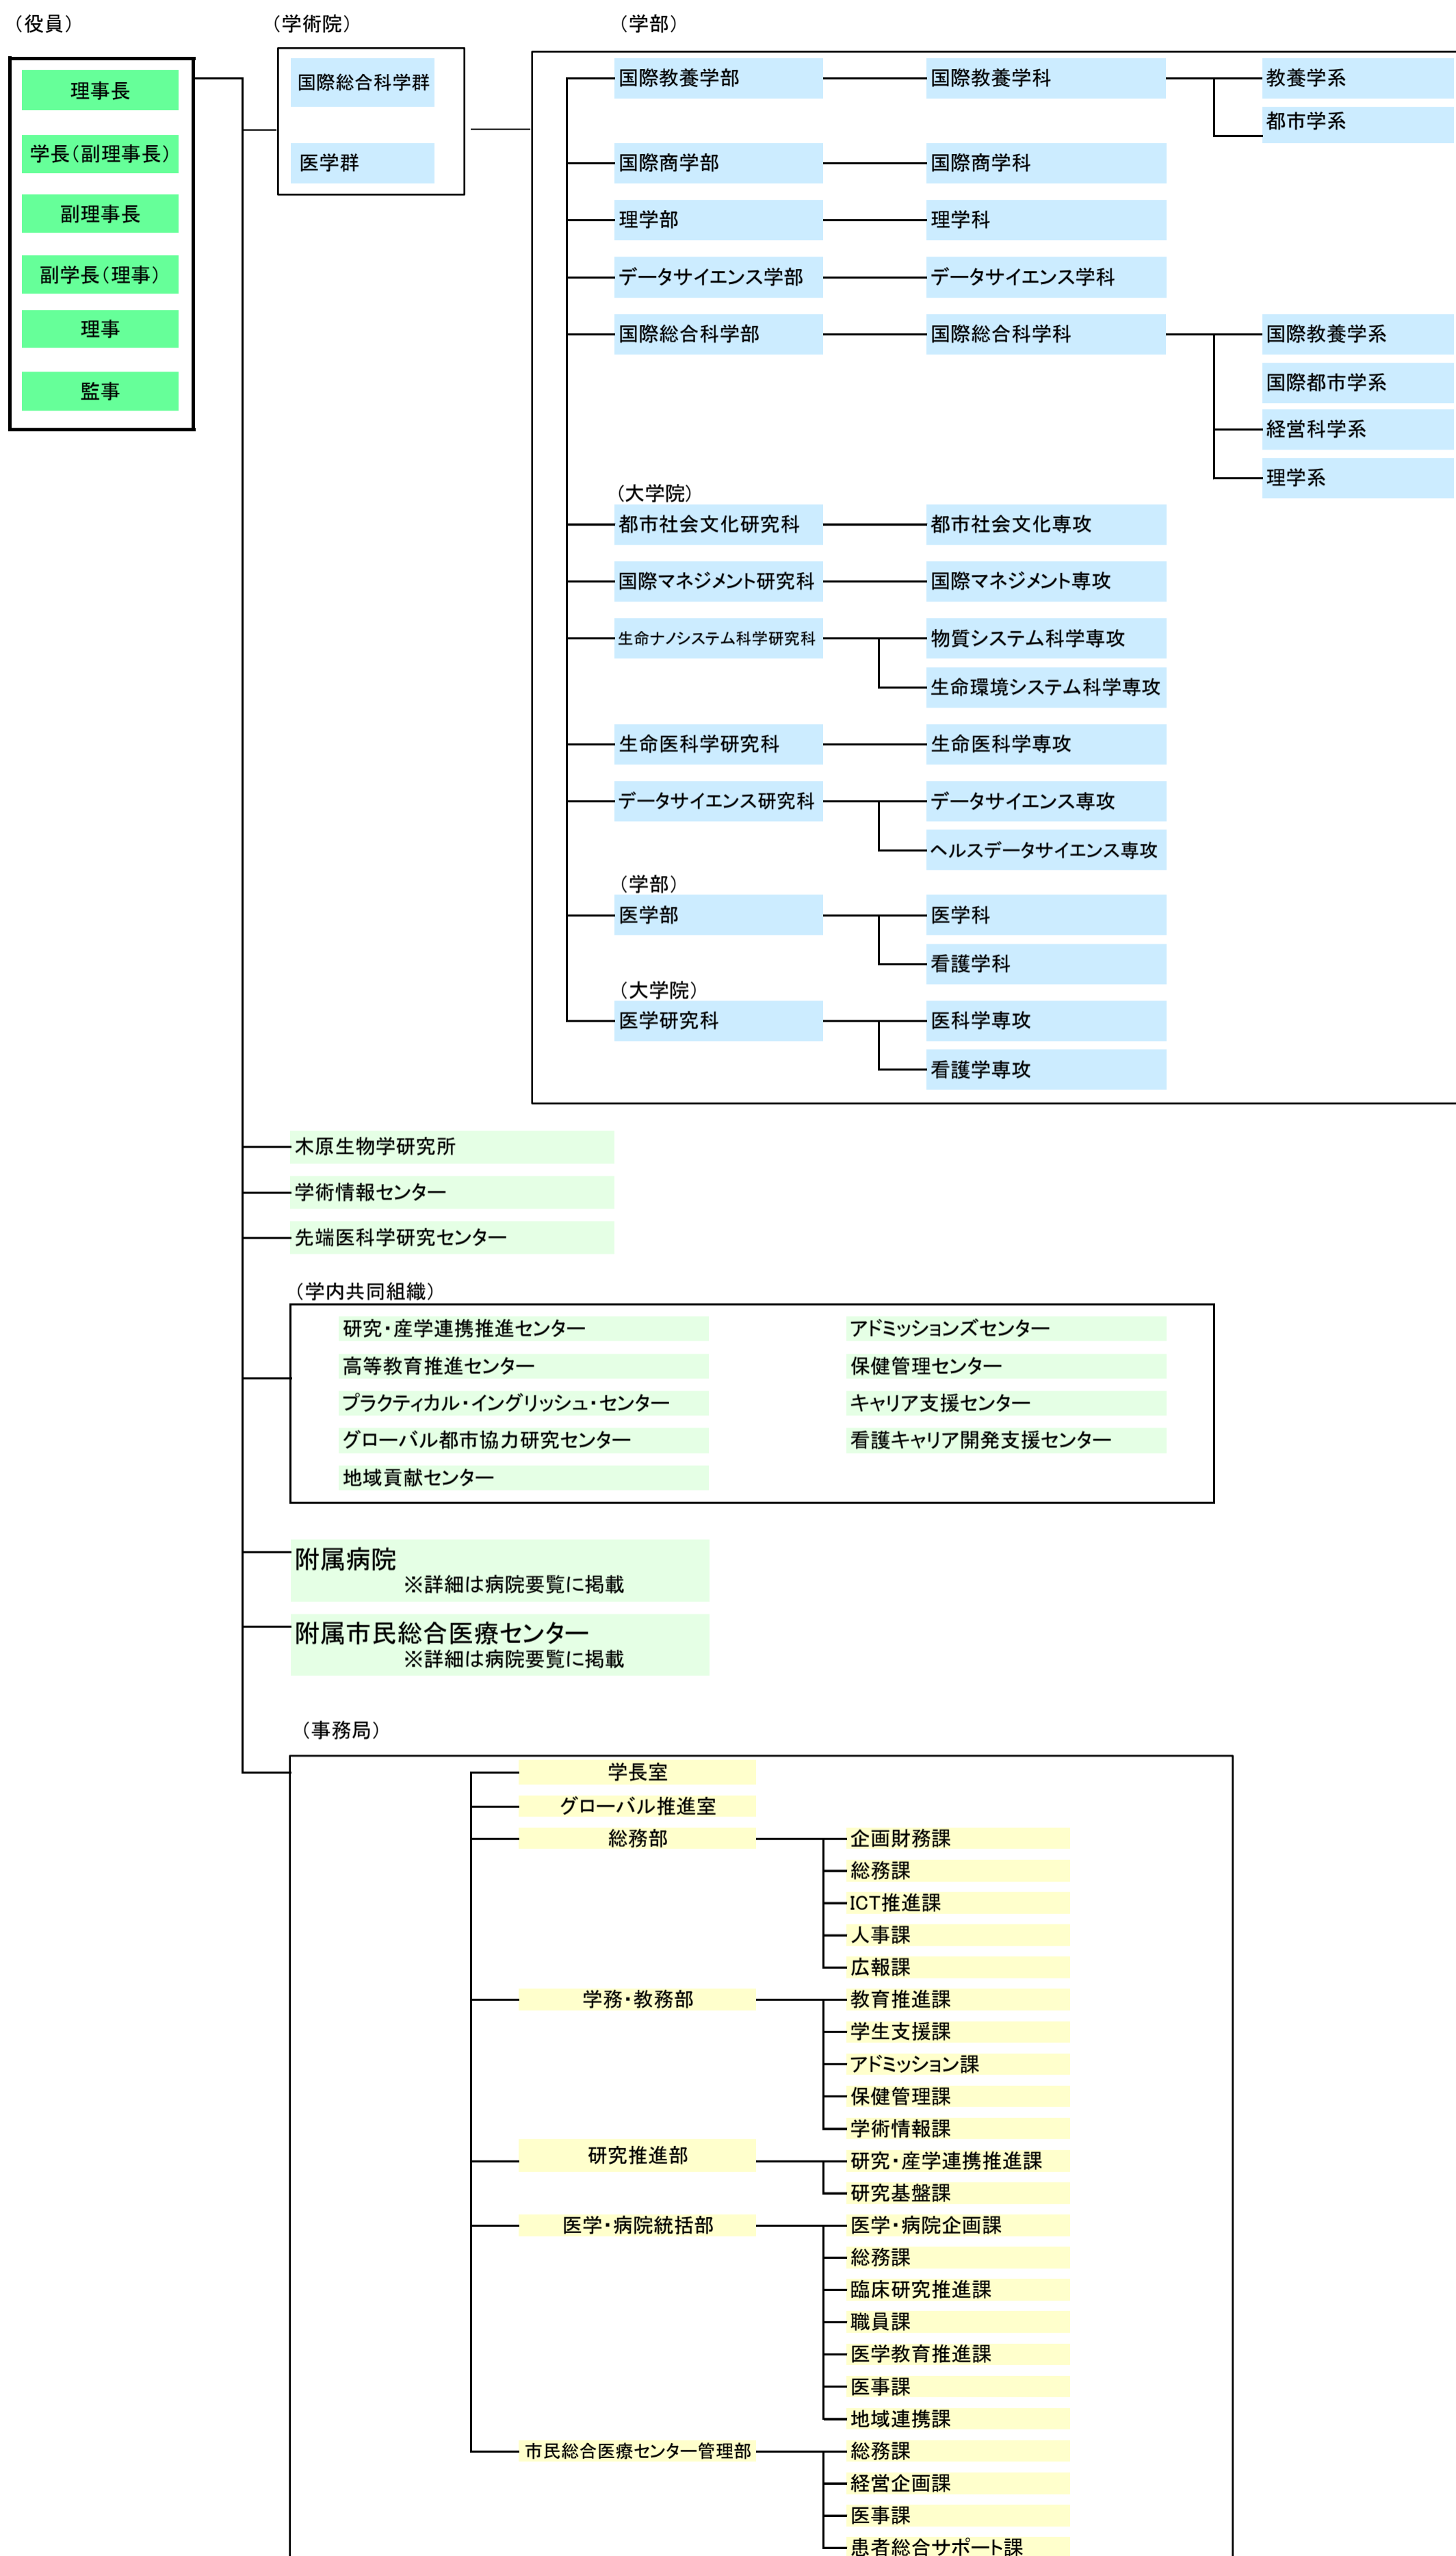 （役員）
（学術院）
（学部）
理事長
学長（副理事長）
副理事長
副学長（理事）
理事
監事
国際総合科学群
医学群
国際教養学部
国際教養学科
教養学系
都市学系
国際商学部
国際商学科
理学部
理学科
データサイエンス学部
データサイエンス学科
国際総合科学部
国際総合科学科
国際教養学系
国際都市学系
経営科学系
理学系
（大学院）
都市社会文化研究科
都市社会文化専攻
国際マネジメント研究科
国際マネジメント専攻
生命ナノシステム科学研究科
物質システム科学専攻
生命環境システム科学専攻
生命医科学研究科
生命医科学専攻
データサイエンス研究科
データサイエンス専攻
ヘルスデータサイエンス専攻
（学部）
医学部
医学科
看護学科
（大学院）
医学研究科
医科学専攻
看護学専攻
木原生物学研究所
学術情報センター
先端医科学研究センター
（学内共同組織）
研究・産学連携推進センター
アドミッションズセンター
高等教育推進センター
保健管理センター
プラクティカル・イングリッシュ・センター
キャリア支援センター
グローバル都市協力研究センター
看護キャリア開発支援センター
地域貢献センター
附属病院
※詳細は病院要覧に掲載
附属市民総合医療センター
※詳細は病院要覧に掲載
（事務局）
学長室
グローバル推進室
総務部
企画財務課
総務課
ICT推進課
人事課
広報課
学務・教務部
教育推進課
学生支援課
アドミッション課
保健管理課
学術情報課
研究推進部
研究・産学連携推進課
研究基盤課
医学・病院統括部
医学・病院企画課
総務課
臨床研究推進課
職員課
医学教育推進課
医事課
地域連携課
市民総合医療センター管理部
総務課
経営企画課
医事課
患者総合サポート課